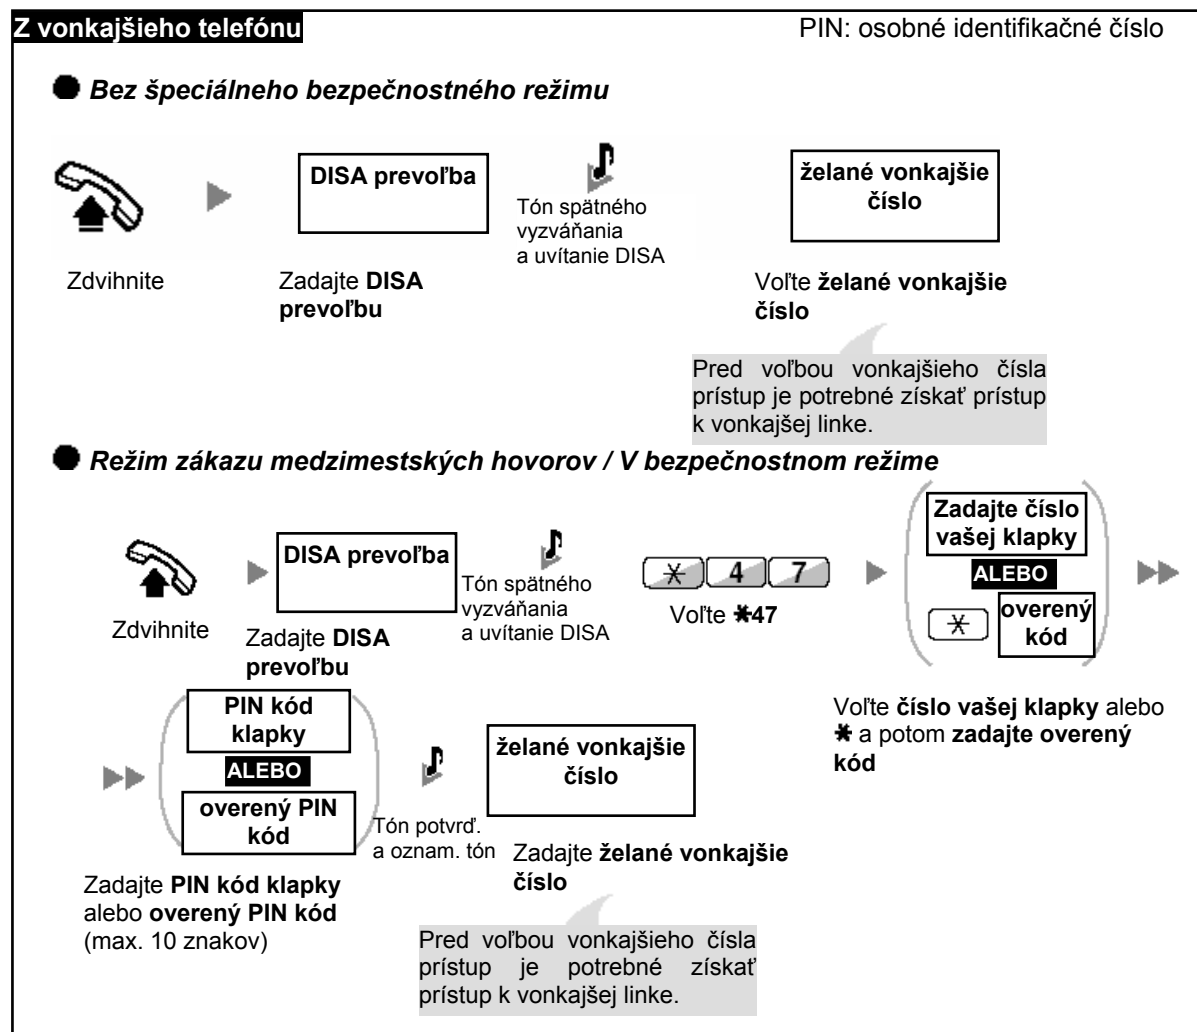 Z vonkajšieho telefónu
PIN: osobné identifikačné číslo
Bez špeciálneho bezpečnostného režimu
DISA prevoľba
želané vonkajšie
číslo
Tón spätného
vyzváňania
a uvítanie DISA
Zdvihnite
Zadajte DISA
prevoľbu
Voľte želané vonkajšie
číslo
Pred voľbou vonkajšieho čísla
prístup je potrebné získať prístup
k vonkajšej linke.
Režim zákazu medzimestských hovorov / V bezpečnostnom režime
DISA prevoľba
Tón spätného
vyzváňania
a uvítanie DISA
Zdvihnite
Zadajte DISA
prevoľbu
* 4 7
Voľte *47
Zadajte číslo
vašej klapky
ALEBO
* overený
kód
Voľte číslo vašej klapky alebo
* a potom zadajte overený
kód
PIN kód
klapky
ALEBO
overený PIN
kód
Zadajte PIN kód klapky
alebo overený PIN kód
(max. 10 znakov)
Tón potvrď.
a oznam. tón
želané vonkajšie
číslo
Zadajte želané vonkajšie
číslo
Pred voľbou vonkajšieho čísla
prístup je potrebné získať
prístup k vonkajšej linke.